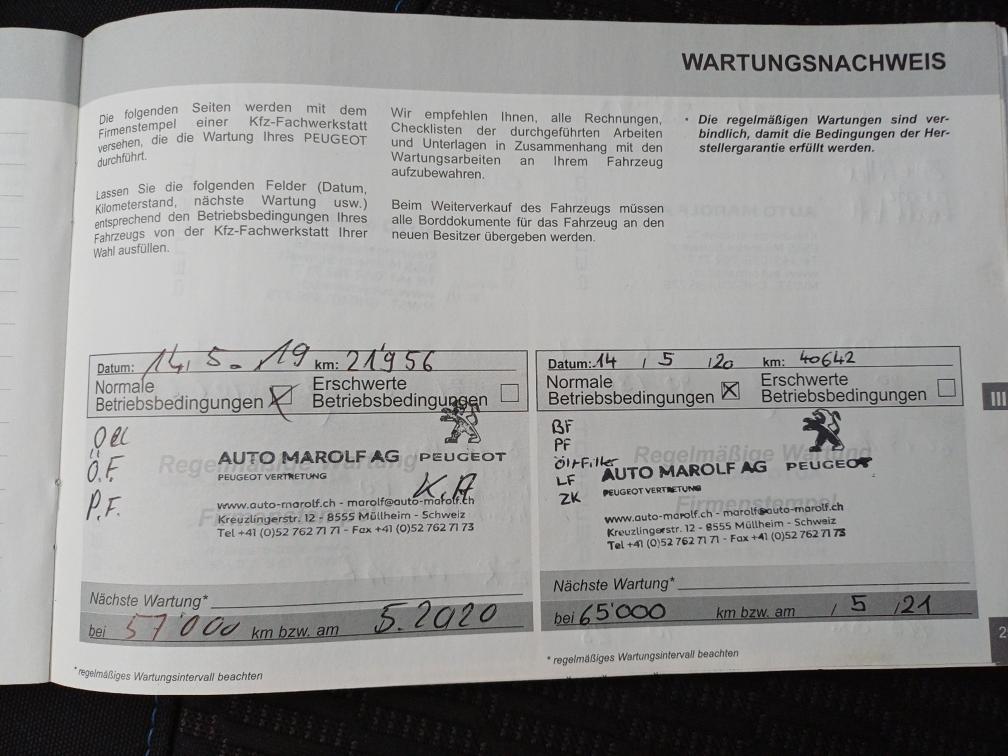 WARTUNGSNACHWEIS
Die folgenden Seiten werden mit dem
Firmenstempel einer Kfz-Fachwerkstatt
versehen, die die Wartung Ihres PEUGEOT
durchführt.
Lassen Sie die folgenden Felder (Datum,
Kilometerstand, nächste Wartung usw.)
entsprechend den Betriebsbedingungen Ihres
Fahrzeugs von der Kfz-Fachwerkstatt Ihrer
Wahl ausfüllen.
Wir empfehlen Ihnen, alle Rechnungen,
Checklisten der durchgeführten Arbeiten
und Unterlagen in Zusammenhang mit den
Wartungsarbeiten an Ihrem Fahrzeug
aufzubewahren.
Beim Weiterverkauf des Fahrzeugs müssen
alle Borddokumente für das Fahrzeug an den
neuen Besitzer übergeben werden.
• Die regelmäßigen Wartungen sind ver-
bindlich, damit die Bedingungen der Her-
stellergarantie erfüllt werden.
Datum: 14. 5. 19 km: 21'956
Normale
Betriebsbedingungen
Erschwerte
Betriebsbedingungen
Öl
Ö.F.
P.F.
Regelmäßige Wartung
AUTO MAROLF AG PEUGEOT
PEUGEOT VERTRETUNG
K.A
www.auto-marolf.ch - marolf@auto-marolf.ch
Kreuzlingerstr. 12 - 8555 Müllheim - Schweiz
Tel +41 (0)52 762 71 71 - Fax +41 (0)52 762 71 73
Nächste Wartung*
bei 57'000 km bzw. am 5.2020
* regelmäßiges Wartungsintervall beachten
Datum: 14 / 5 / 20 km: 40642
Normale
Betriebsbedingungen
Erschwerte
Betriebsbedingungen
BF
PF
Öl+Filter
LF
ZK
Regelmäßige Wartung
AUTO MAROLF AG PEUGEOT
PEUGEOT VERTRETUNG
Firmenstempel
www.auto-marolf.ch - marolf@auto-marolf.ch
Kreuzlingerstr. 12 - 8555 Müllheim - Schweiz
Tel +41 (0)52 762 71 71 - Fax +41 (0)52 762 71 73
Nächste Wartung*
bei 65'000 km bzw. am / 5 / 21
* regelmäßiges Wartungsintervall beachten
III
2